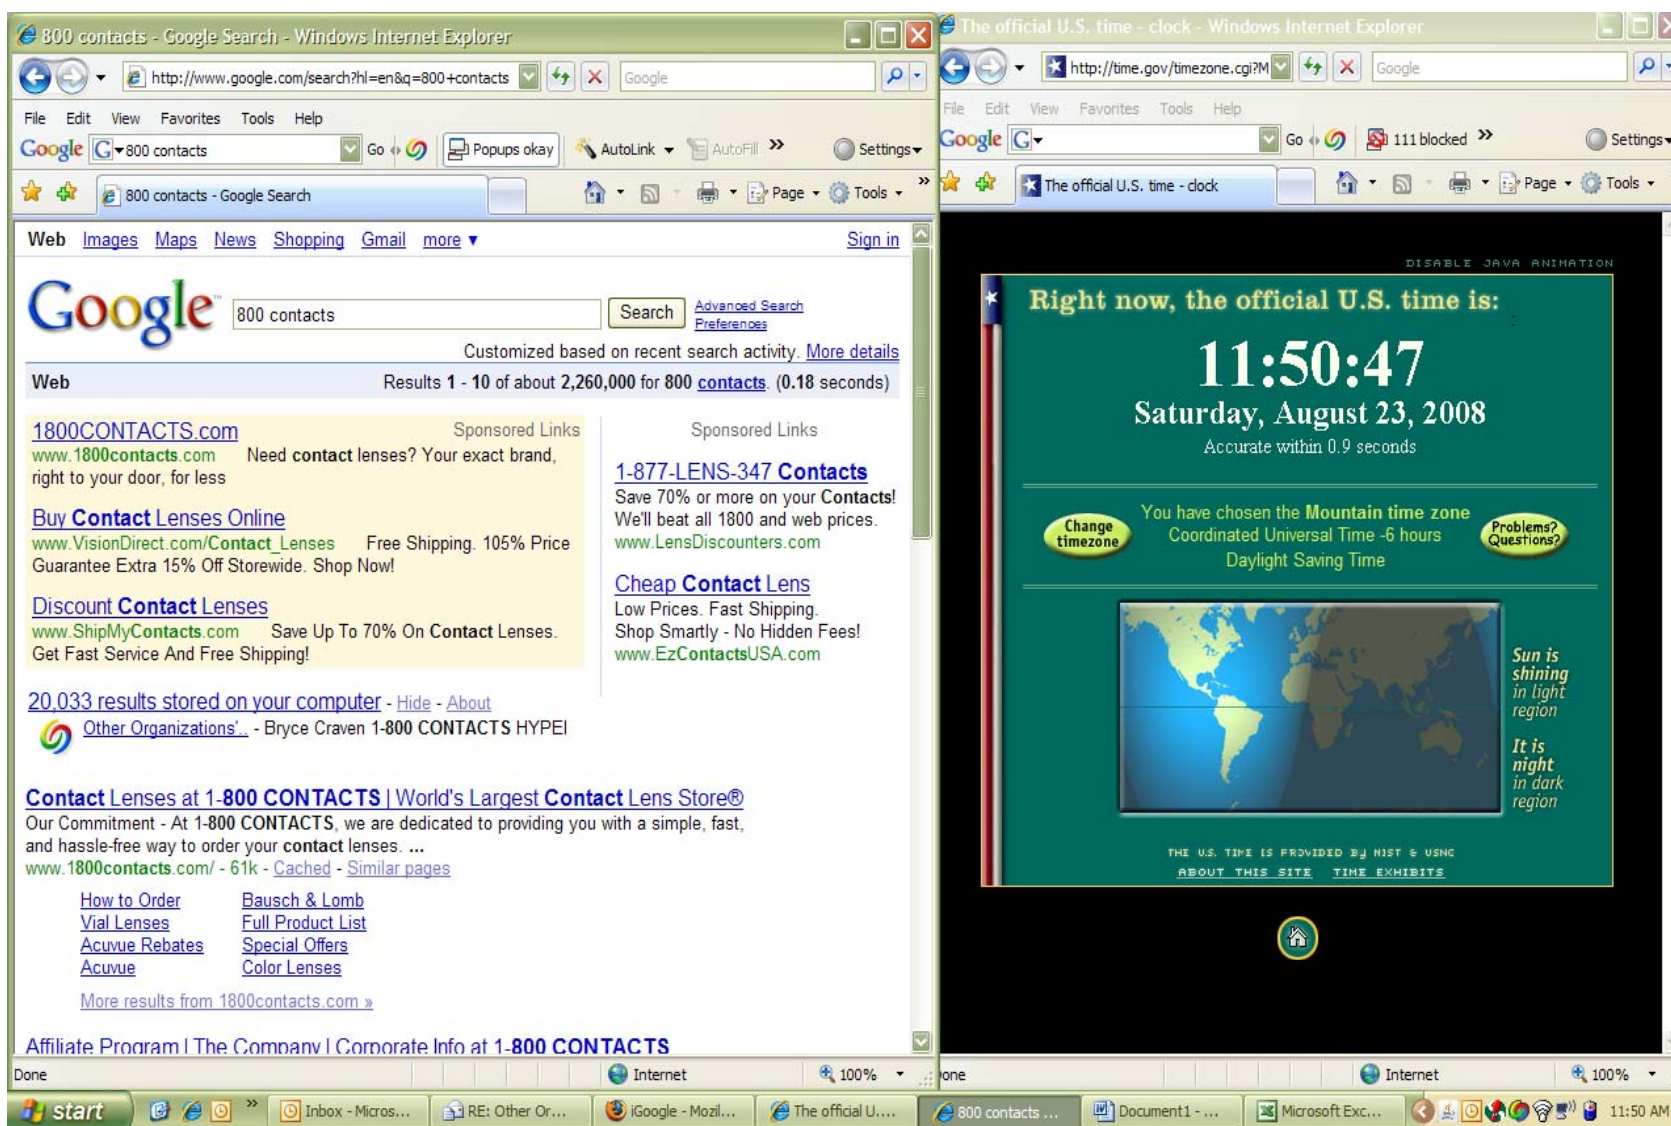 800 contacts - Google Search - Windows Internet Explorer
http://www.google.com/search?hl=en&q=800+contacts
Google
File Edit View Favorites Tools Help
Google G 800 contacts Go Popups okay AutoLink AutoFill » Settings
800 contacts - Google Search
Page Tools »
Web Images Maps News Shopping Gmail more ▼ Sign in
Google™ 800 contacts Search Advanced Search
Preferences
Customized based on recent search activity. More details
Web Results 1 - 10 of about 2,260,000 for 800 contacts. (0.18 seconds)
1800CONTACTS.com Sponsored Links
www.1800contacts.com Need contact lenses? Your exact brand,
right to your door, for less
Buy Contact Lenses Online
www.VisionDirect.com/Contact_Lenses Free Shipping. 105% Price
Guarantee Extra 15% Off Storewide. Shop Now!
Discount Contact Lenses
www.ShipMyContacts.com Save Up To 70% On Contact Lenses.
Get Fast Service And Free Shipping!
Sponsored Links
1-877-LENS-347 Contacts
Save 70% or more on your Contacts!
We'll beat all 1800 and web prices.
www.LensDiscounters.com
Cheap Contact Lens
Low Prices. Fast Shipping.
Shop Smartly - No Hidden Fees!
www.EzContactsUSA.com
20,033 results stored on your computer - Hide - About
Other Organizations'.. - Bryce Craven 1-800 CONTACTS HYPEI
Contact Lenses at 1-800 CONTACTS | World's Largest Contact Lens Store®
Our Commitment - At 1-800 CONTACTS, we are dedicated to providing you with a simple, fast,
and hassle-free way to order your contact lenses. ...
www.1800contacts.com/ - 61k - Cached - Similar pages
How to Order Bausch & Lomb
Vial Lenses Full Product List
Acuvue Rebates Special Offers
Acuvue Color Lenses
More results from 1800contacts.com »
Affiliate Program | The Company | Corporate Info at 1-800 CONTACTS
Done Internet 100%
The official U.S. time - clock - Windows Internet Explorer
http://time.gov/timezone.cgi?M
Google
File Edit View Favorites Tools Help
Google G Go 111 blocked » Settings
The official U.S. time - clock
Page Tools
DISABLE JAVA ANIMATION
Right now, the official U.S. time is:
11:50:47
Saturday, August 23, 2008
Accurate within 0.9 seconds
Change
timezone
You have chosen the Mountain time zone
Coordinated Universal Time -6 hours
Daylight Saving Time
Problems?
Questions?
Sun is
shining
in light
region
It is
night
in dark
region
THE U.S. TIME IS PROVIDED BY NIST & USNO
ABOUT THIS SITE TIME EXHIBITS
one Internet 100%
start » Inbox - Micros... RE: Other Or... iGoogle - Mozil... The official U.... 800 contacts ... Document1 - ... Microsoft Exc... 11:50 AM